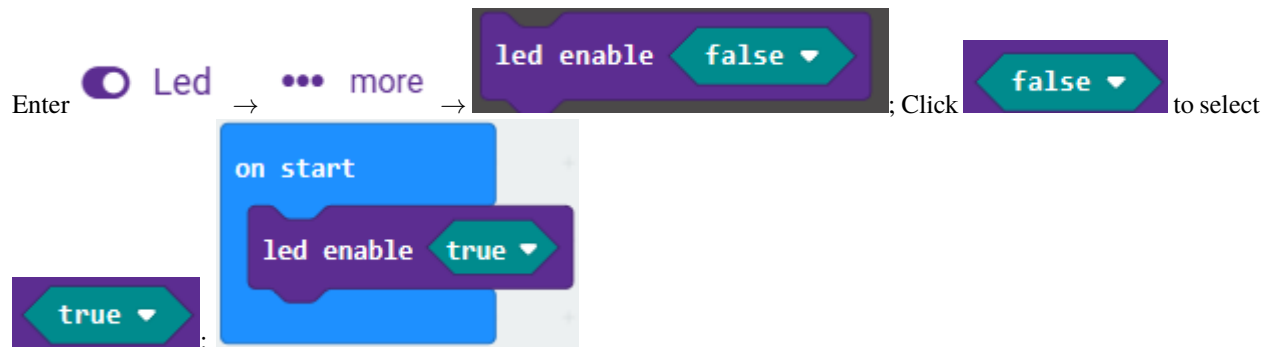 Enter Led → ••• more → led enable false ; Click false to select
true ;
on start
led enable true